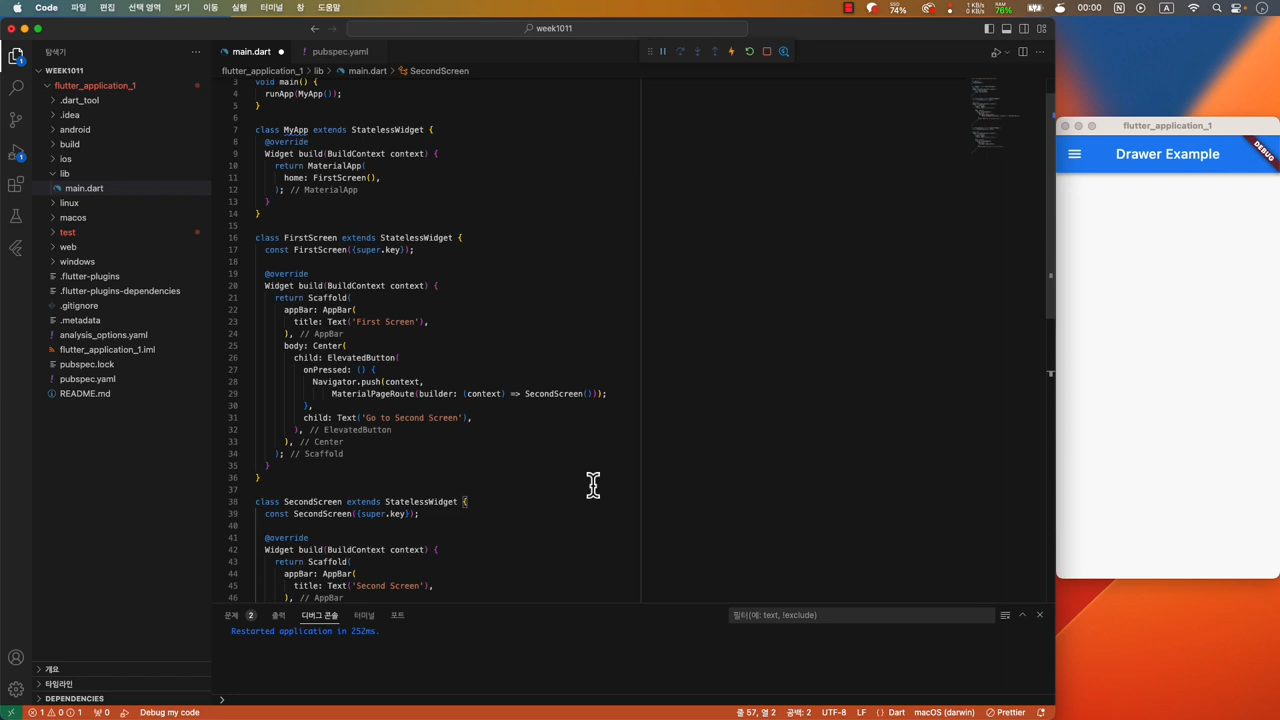 Code 파일 편집 선택 영역 보기 이동 실행 터미널 창 도움말
SSD 74% 1 KB/s 0 KB/s RAM 76% 00:00 A
week1011
탐색기
main.dart
pubspec.yaml
WEEK1011
flutter_application_1 > lib > main.dart > SecondScreen
flutter_application_1
.dart_tool
.idea
android
build
ios
lib
main.dart
linux
macos
test
web
windows
.flutter-plugins
.flutter-plugins-dependencies
.gitignore
.metadata
analysis_options.yaml
flutter_application_1.iml
pubspec.lock
pubspec.yaml
README.md
개요
타임라인
DEPENDENCIES
3 void main() {
4 runApp(MyApp());
5 }
6
7 class MyApp extends StatelessWidget {
8 @override
9 Widget build(BuildContext context) {
10 return MaterialApp(
11 home: FirstScreen(),
12 ); // MaterialApp
13 }
14 }
15
16 class FirstScreen extends StatelessWidget {
17 const FirstScreen({super.key});
18
19 @override
20 Widget build(BuildContext context) {
21 return Scaffold(
22 appBar: AppBar(
23 title: Text('First Screen'),
24 ), // AppBar
25 body: Center(
26 child: ElevatedButton(
27 onPressed: () {
28 Navigator.push(context,
29 MaterialPageRoute(builder: (context) => SecondScreen()));
30 },
31 child: Text('Go to Second Screen'),
32 ), // ElevatedButton
33 ), // Center
34 ); // Scaffold
35 }
36 }
37
38 class SecondScreen extends StatelessWidget {
39 const SecondScreen({super.key});
40
41 @override
42 Widget build(BuildContext context) {
43 return Scaffold(
44 appBar: AppBar(
45 title: Text('Second Screen'),
46 ), // AppBar
문제 2 출력 디버그 콘솔 터미널 포트
필터(예: text, !exclude)
Restarted application in 252ms.
1 0 1 0 Debug my code
줄 57, 열 2 공백: 2 UTF-8 LF {} Dart macOS (darwin) Prettier
flutter_application_1
Drawer Example
DEBUG